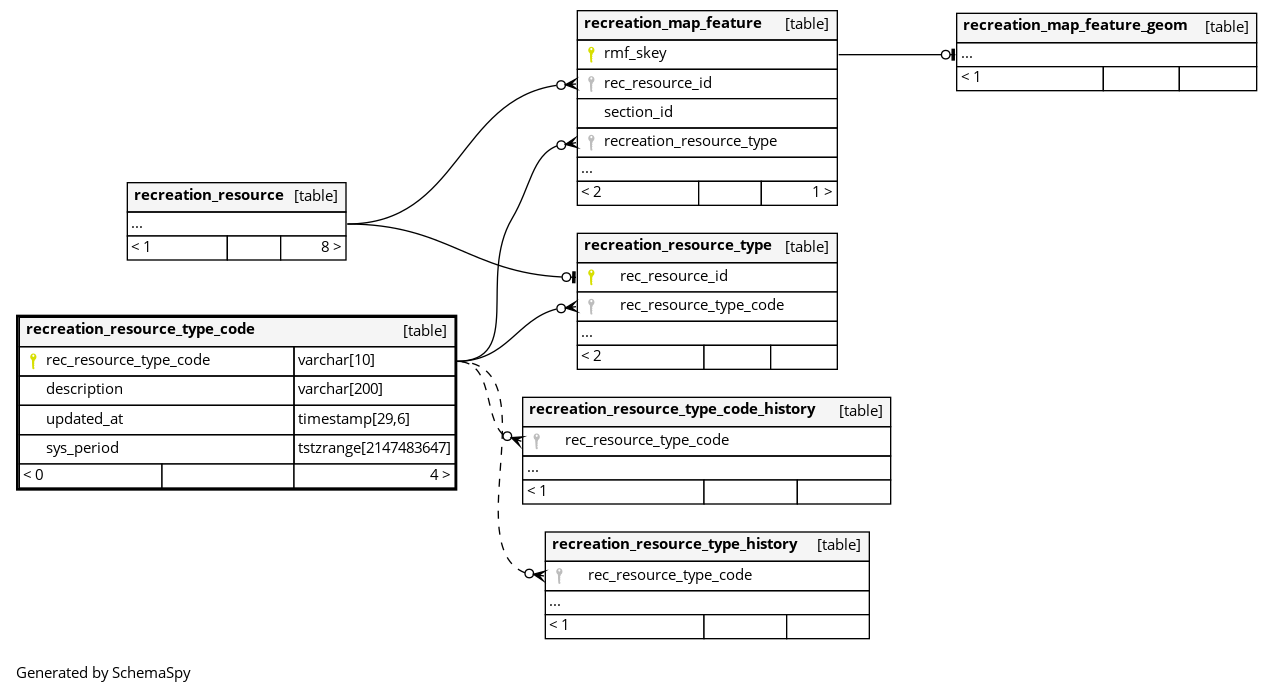 recreation_map_feature [table]
rmf_skey
rec_resource_id
section_id
recreation_resource_type
...
< 2 1 >
recreation_map_feature_geom [table]
...
< 1
recreation_resource [table]
...
< 1 8 >
recreation_resource_type [table]
rec_resource_id
rec_resource_type_code
...
< 2
recreation_resource_type_code [table]
rec_resource_type_code varchar[10]
description varchar[200]
updated_at timestamp[29,6]
sys_period tstzrange[2147483647]
< 0 4 >
recreation_resource_type_code_history [table]
rec_resource_type_code
...
< 1
recreation_resource_type_history [table]
rec_resource_type_code
...
< 1
Generated by SchemaSpy